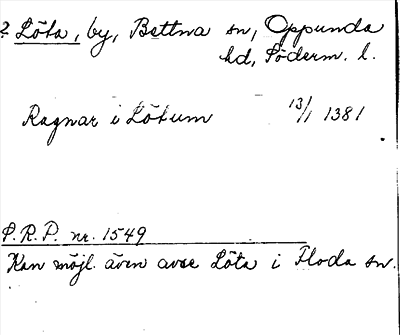 ? Löta, by, Bettna sn, Oppunda
hd, Söderm. l.
Ragnar i Lötum 13/1 1381
P.R.P. nr. 1549
Kan möjl. även avse Löta i Floda sn.